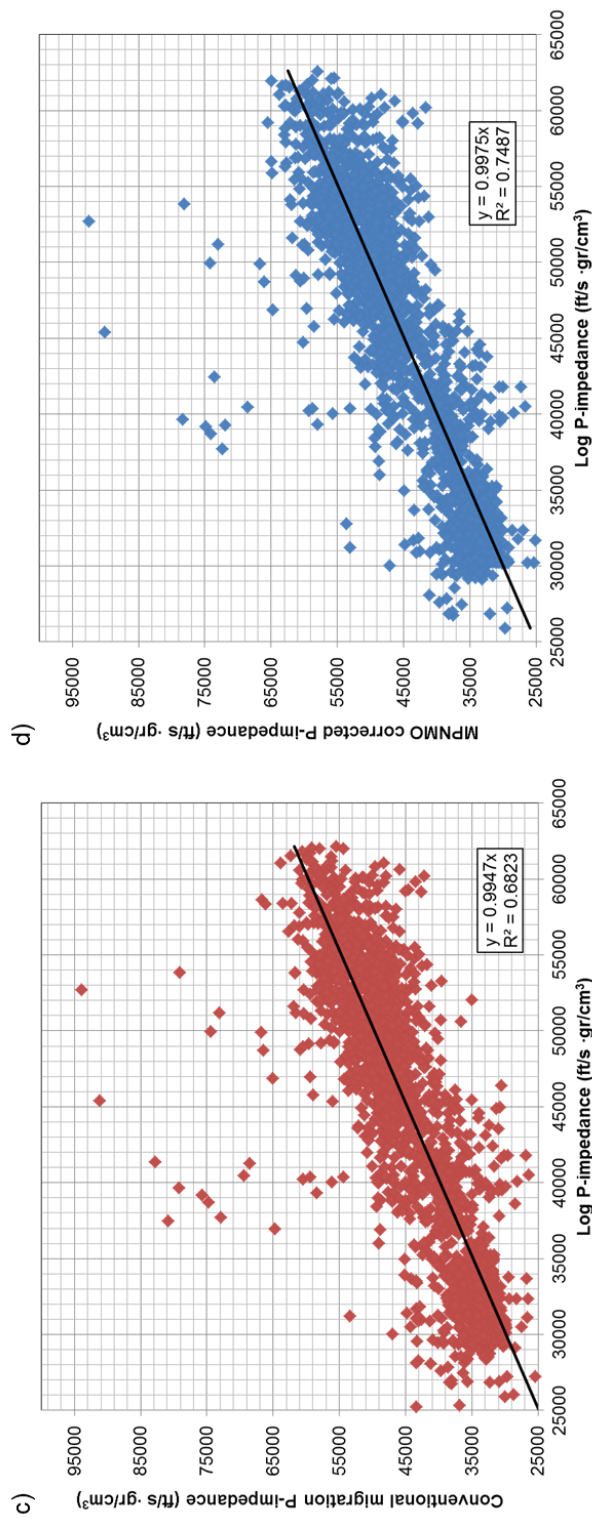 c)
Conventional migration P-impedance (ft/s ·gr/cm³)
95000
85000
75000
65000
55000
45000
35000
25000
y = 0.9947x
R² = 0.6823
25000 30000 35000 40000 45000 50000 55000 60000 65000
Log P-impedance (ft/s ·gr/cm³)
d)
MPNMO corrected P-impedance (ft/s ·gr/cm³)
95000
85000
75000
65000
55000
45000
35000
25000
y = 0.9975x
R² = 0.7487
25000 30000 35000 40000 45000 50000 55000 60000 65000
Log P-impedance (ft/s ·gr/cm³)